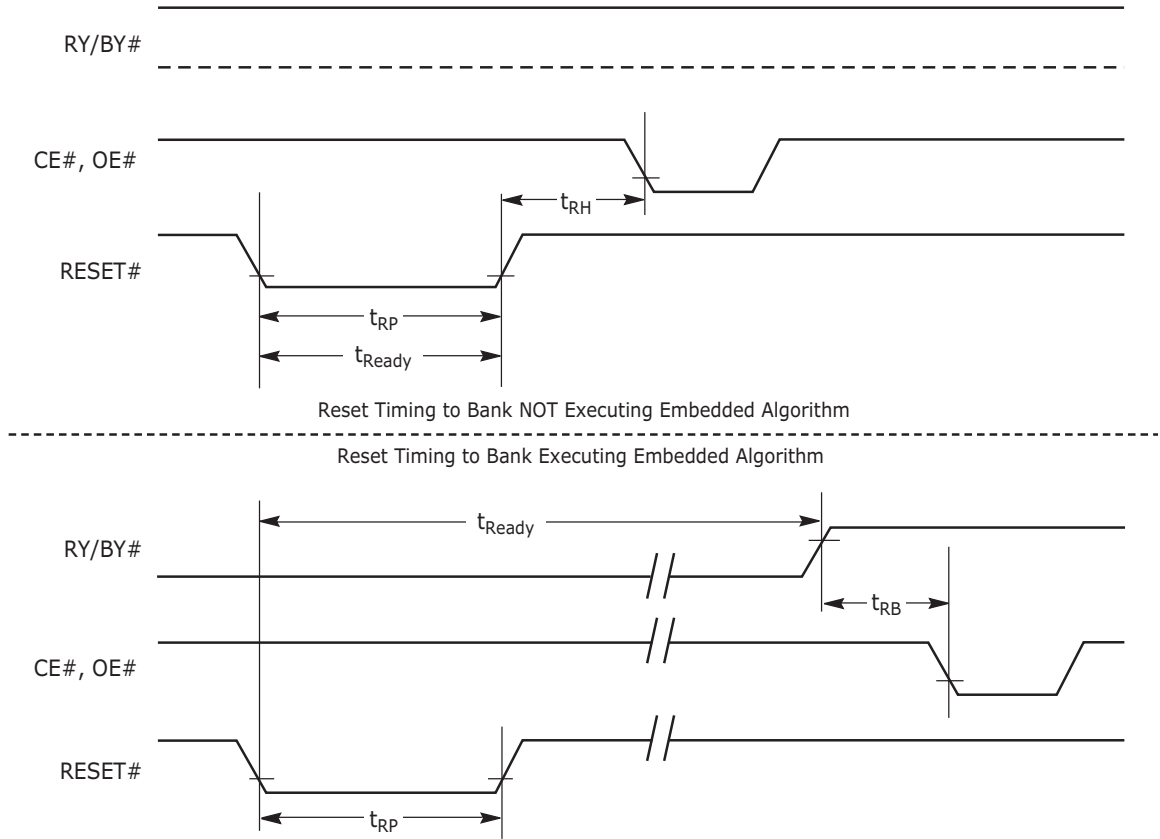 RY/BY#
CE#, OE#
tRH
RESET#
tRP
tReady
Reset Timing to Bank NOT Executing Embedded Algorithm
Reset Timing to Bank Executing Embedded Algorithm
tReady
RY/BY#
tRB
CE#, OE#
RESET#
tRP